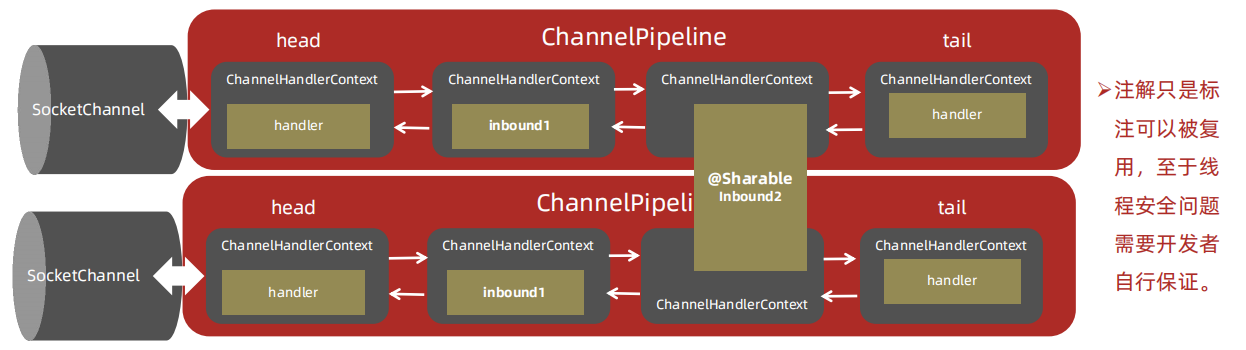 head
ChannelPipeline
tail
SocketChannel
ChannelHandlerContext
handler
ChannelHandlerContext
inbound1
ChannelHandlerContext
ChannelHandlerContext
handler
@Sharable
Inbound2
head
ChannelPipeli
tail
SocketChannel
ChannelHandlerContext
handler
ChannelHandlerContext
inbound1
ChannelHandlerContext
ChannelHandlerContext
handler
➢注解只是标
注可以被复
用，至于线
程安全问题
需要开发者
自行保证。